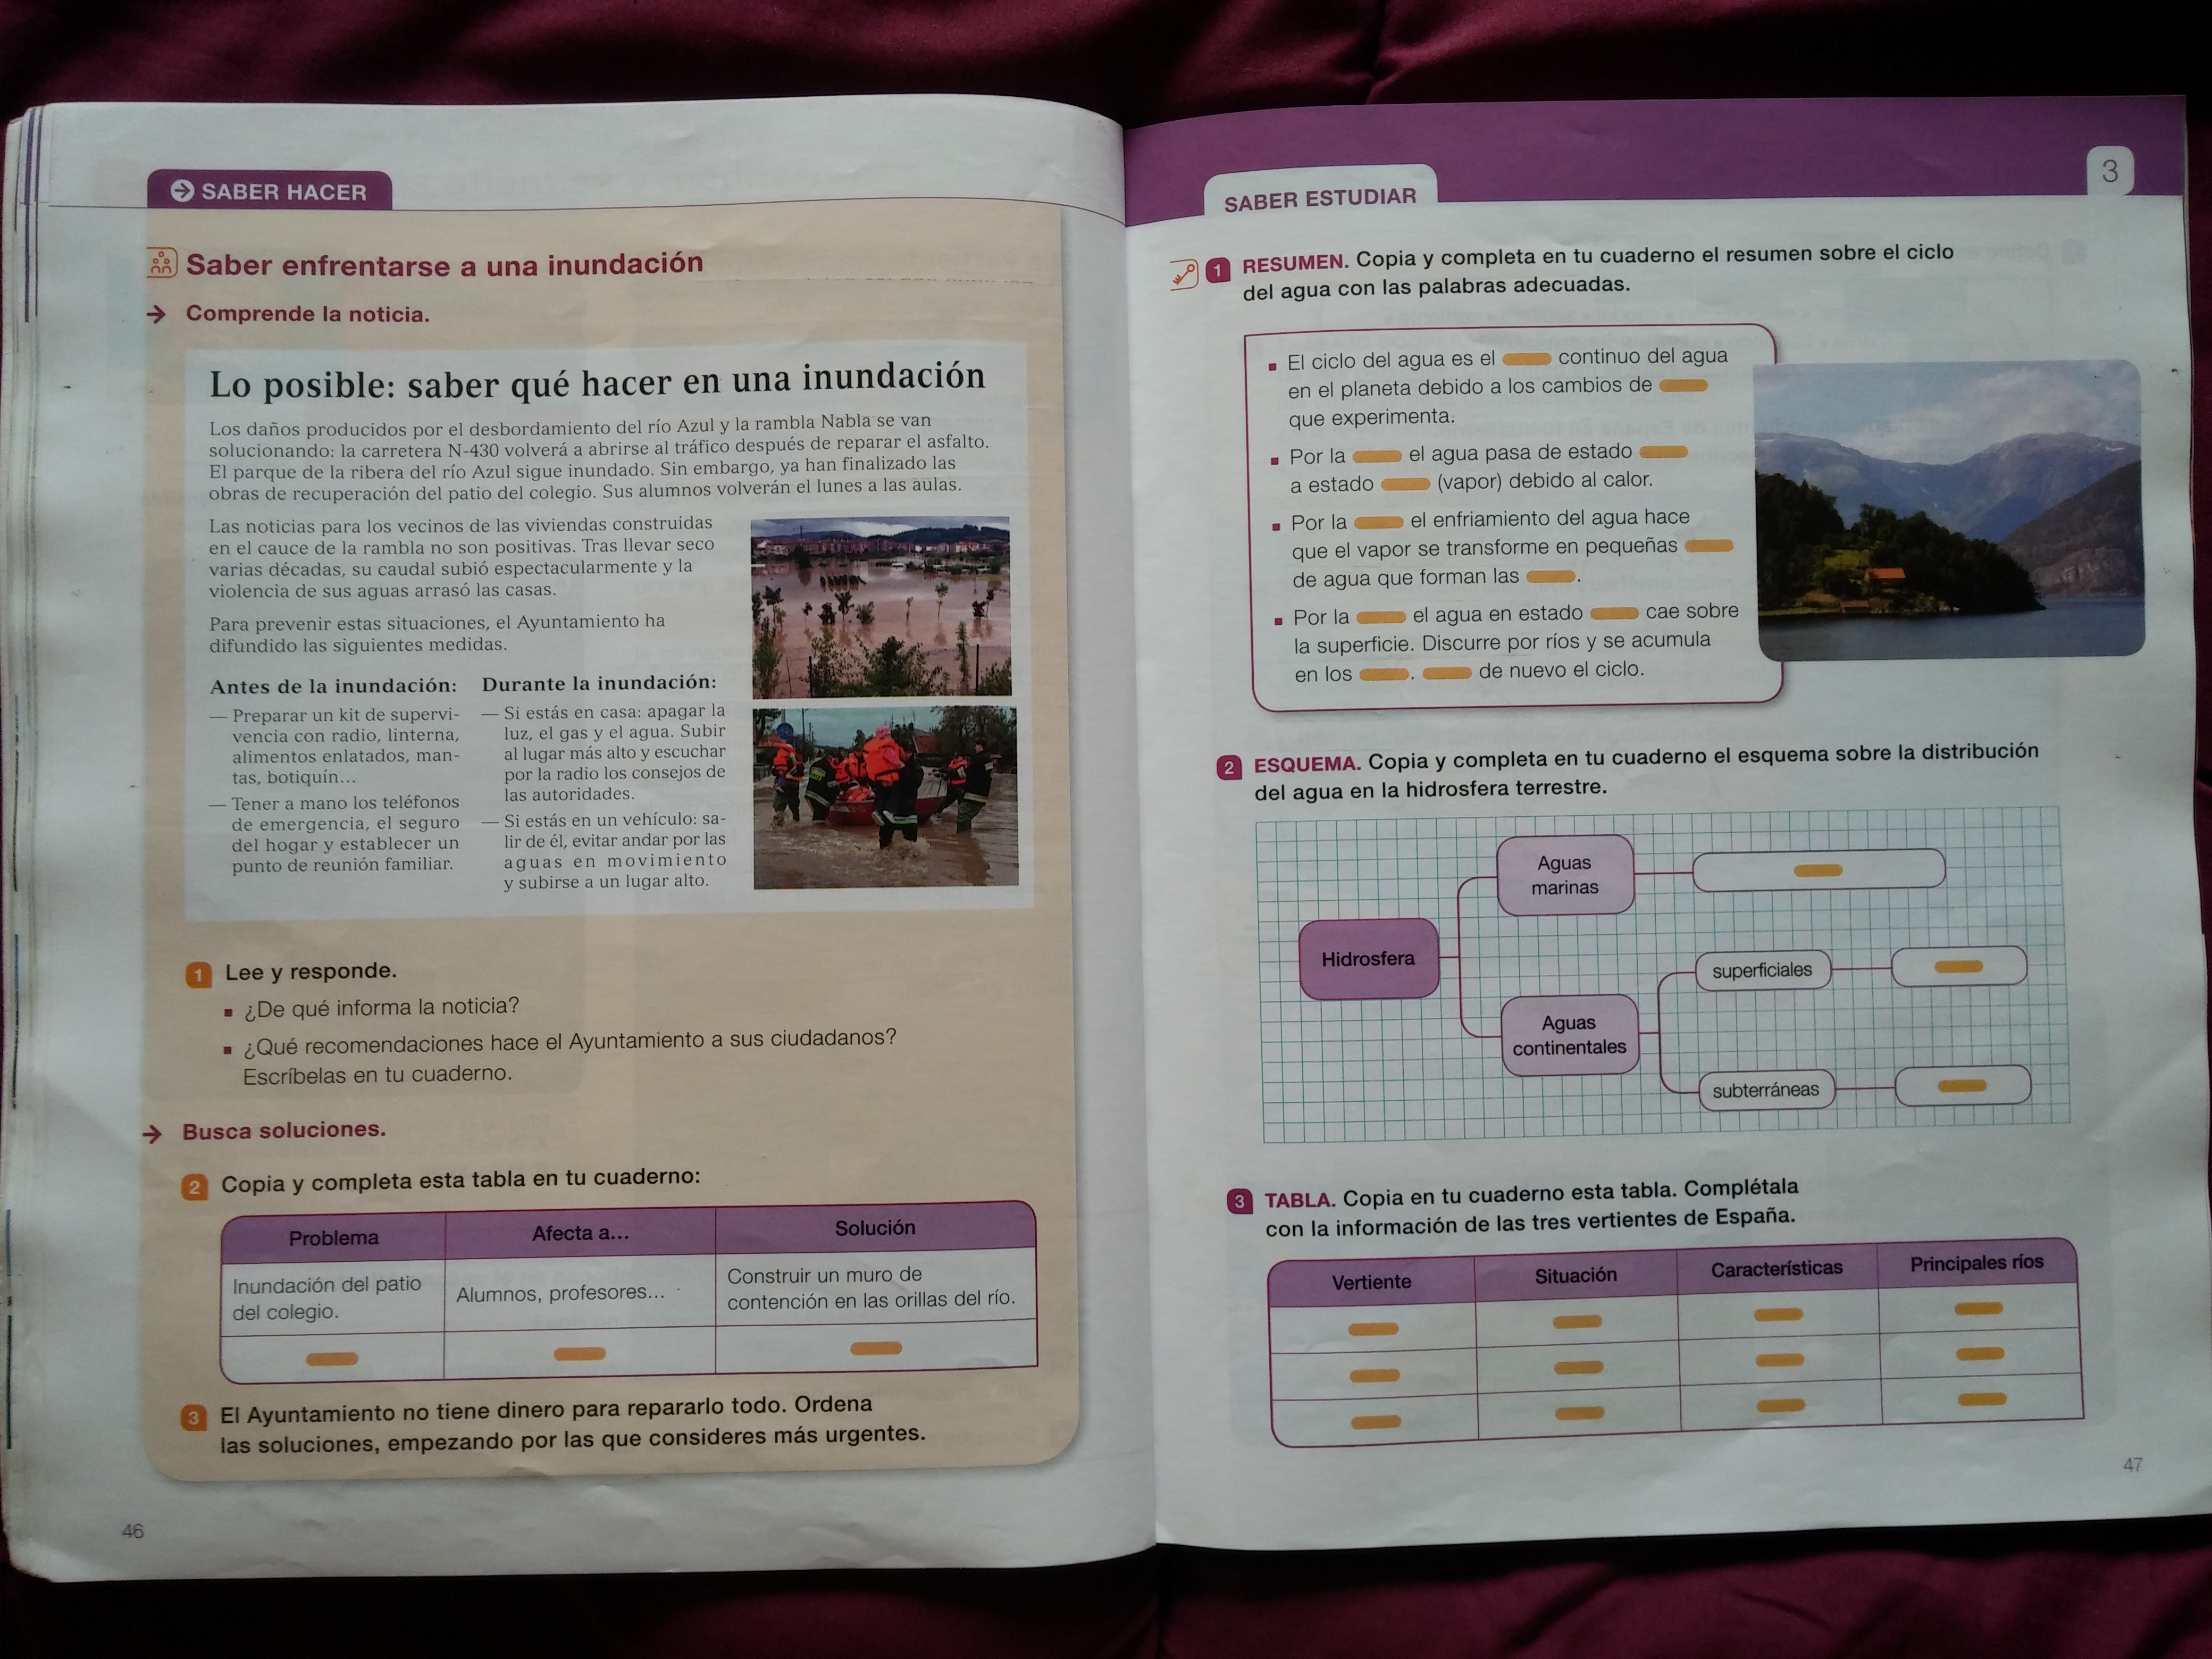 SABER HACER
Saber enfrentarse a una inundación
Comprende la noticia.
Lo posible: saber qué hacer en una inundación
Los daños producidos por el desbordamiento del río Azul y la rambla Nabla se van
solucionando: la carretera N-430 volverá a abrirse al tráfico después de reparar el asfalto.
El parque de la ribera del río Azul sigue inundado. Sin embargo, ya han finalizado las
obras de recuperación del patio del colegio. Sus alumnos volverán el lunes a las aulas.
Las noticias para los vecinos de las viviendas construidas
en el cauce de la rambla no son positivas. Tras llevar seco
varias décadas, su caudal subió espectacularmente y la
violencia de sus aguas arrasó las casas.
Para prevenir estas situaciones, el Ayuntamiento ha
difundido las siguientes medidas.
Antes de la inundación:
— Preparar un kit de supervi-
vencia con radio, linterna,
alimentos enlatados, man-
tas, botiquín...
— Tener a mano los teléfonos
de emergencia, el seguro
del hogar y establecer un
punto de reunión familiar.
Durante la inundación:
— Si estás en casa: apagar la
luz, el gas y el agua. Subir
al lugar más alto y escuchar
por la radio los consejos de
las autoridades.
— Si estás en un vehículo: sa-
lir de él, evitar andar por las
aguas en movimiento
y subirse a un lugar alto.
1 Lee y responde.
▪ ¿De qué informa la noticia?
▪ ¿Qué recomendaciones hace el Ayuntamiento a sus ciudadanos?
Escríbelas en tu cuaderno.
Busca soluciones.
2 Copia y completa esta tabla en tu cuaderno:
Problema Afecta a... Solución
Inundación del patio
del colegio.
Alumnos, profesores...
Construir un muro de
contención en las orillas del río.
3 El Ayuntamiento no tiene dinero para repararlo todo. Ordena
las soluciones, empezando por las que consideres más urgentes.
46
SABER ESTUDIAR
3
1 RESUMEN. Copia y completa en tu cuaderno el resumen sobre el ciclo
del agua con las palabras adecuadas.
▪ El ciclo del agua es el continuo del agua
en el planeta debido a los cambios de
que experimenta.
▪ Por la el agua pasa de estado
a estado (vapor) debido al calor.
▪ Por la el enfriamiento del agua hace
que el vapor se transforme en pequeñas
de agua que forman las .
▪ Por la el agua en estado cae sobre
la superficie. Discurre por ríos y se acumula
en los . de nuevo el ciclo.
2 ESQUEMA. Copia y completa en tu cuaderno el esquema sobre la distribución
del agua en la hidrosfera terrestre.
Hidrosfera
Aguas
marinas
Aguas
continentales
superficiales
subterráneas
3 TABLA. Copia en tu cuaderno esta tabla. Complétala
con la información de las tres vertientes de España.
Vertiente Situación Características Principales ríos
47